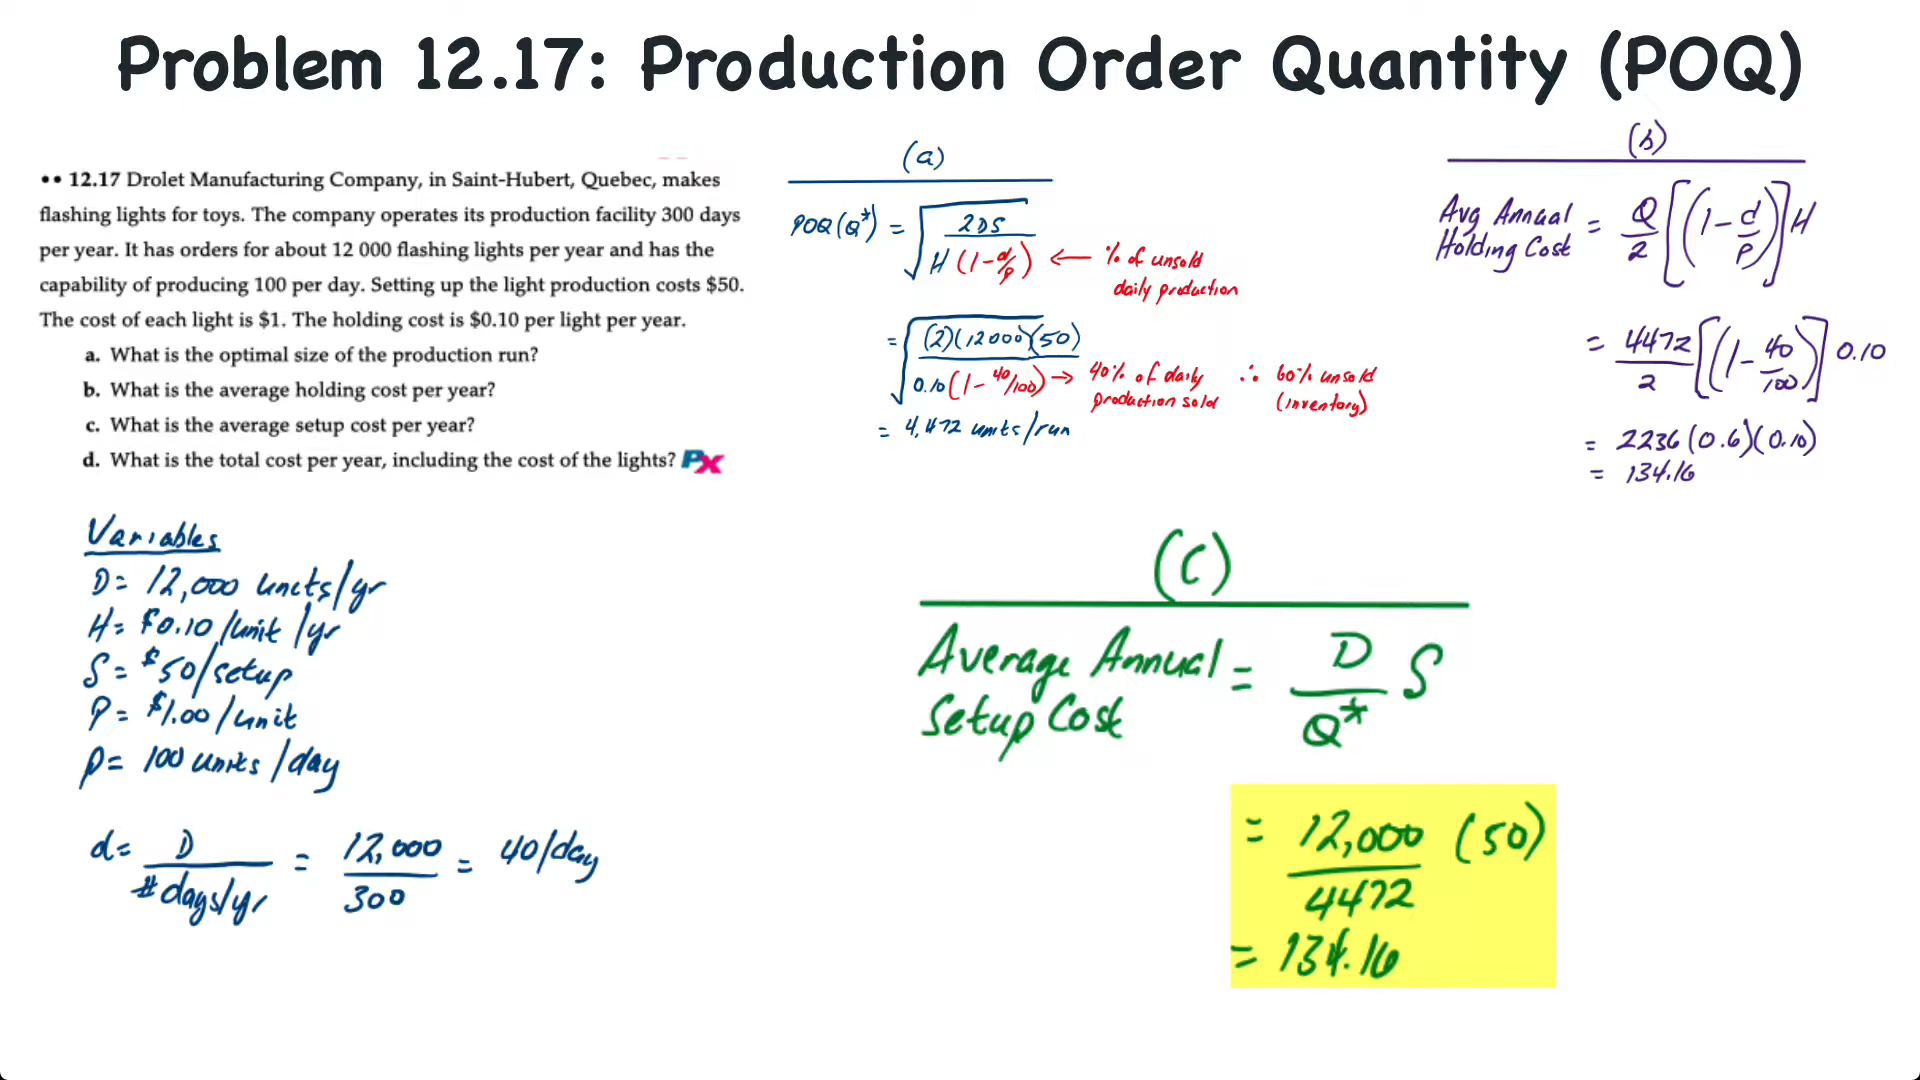 Problem 12.17: Production Order Quantity (POQ)
•• 12.17 Drolet Manufacturing Company, in Saint-Hubert, Quebec, makes
flashing lights for toys. The company operates its production facility 300 days
per year. It has orders for about 12 000 flashing lights per year and has the
capability of producing 100 per day. Setting up the light production costs $50.
The cost of each light is $1. The holding cost is $0.10 per light per year.
a. What is the optimal size of the production run?
b. What is the average holding cost per year?
c. What is the average setup cost per year?
d. What is the total cost per year, including the cost of the lights? PX
Variables
D = 12,000 units/yr
H = $0.10/unit/yr
S = $50/setup
P = $1.00/unit
p = 100 units/day
d = D / # days/yr = 12,000 / 300 = 40/day
(a)
POQ(Q*) = √ 2DS / H (1 - d/p) ← % of unsold
daily production
= √ (2)(12000)(50) / 0.10 (1 - 40/100) → 40% of daily ∴ 60% unsold
production sold (inventory)
= 4,472 units/run
(b)
Avg Annual
Holding Cost = Q/2 [(1 - d/p)] H
= 4472/2 [(1 - 40/100)] 0.10
= 2236 (0.6)(0.10)
= 134.16
(C)
Average Annual
Setup Cost = D/Q* S
= 12,000/4472 (50)
= 134.16